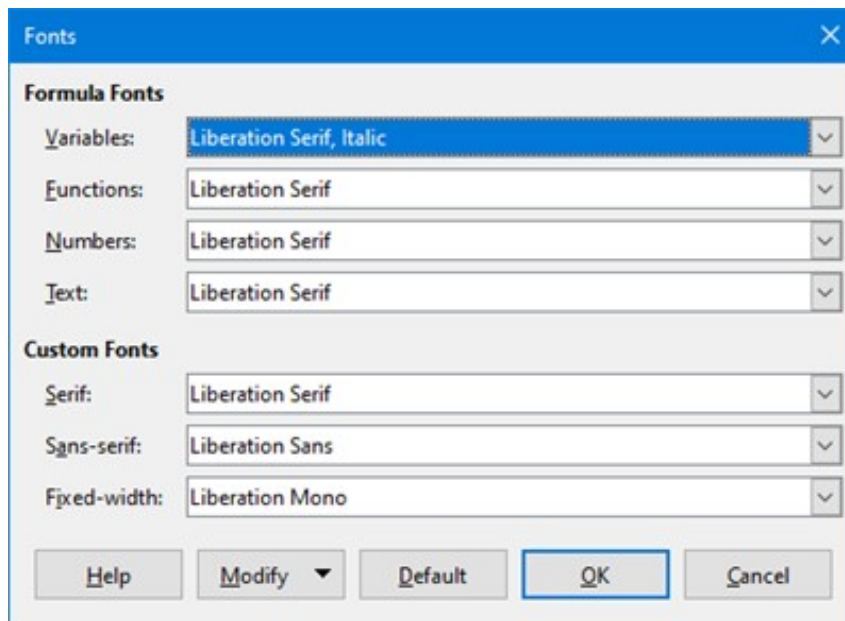 Fonts
Formula Fonts
Variables: Liberation Serif, Italic
Functions: Liberation Serif
Numbers: Liberation Serif
Text: Liberation Serif
Custom Fonts
Serif: Liberation Serif
Sans-serif: Liberation Sans
Fixed-width: Liberation Mono
Help Modify Default OK Cancel